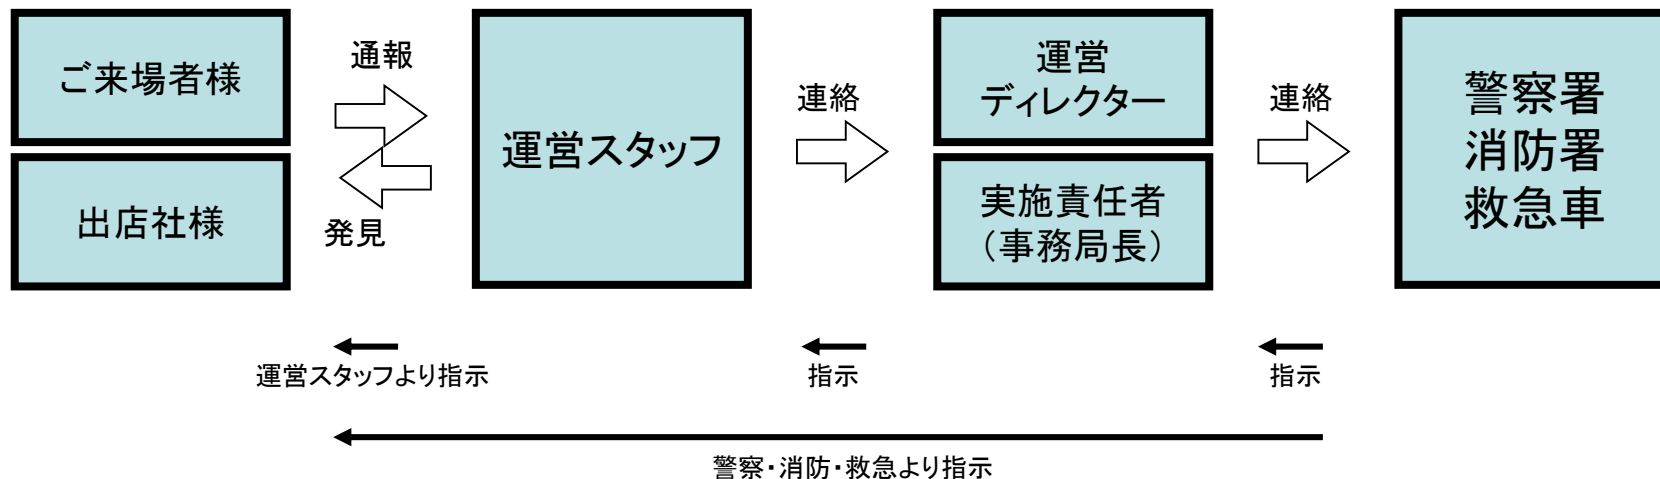 ご来場者様
出店社様
通報
発見
運営スタッフ
連絡
運営
ディレクター
実施責任者
（事務局長）
連絡
警察署
消防署
救急車
運営スタッフより指示
指示
指示
警察・消防・救急より指示